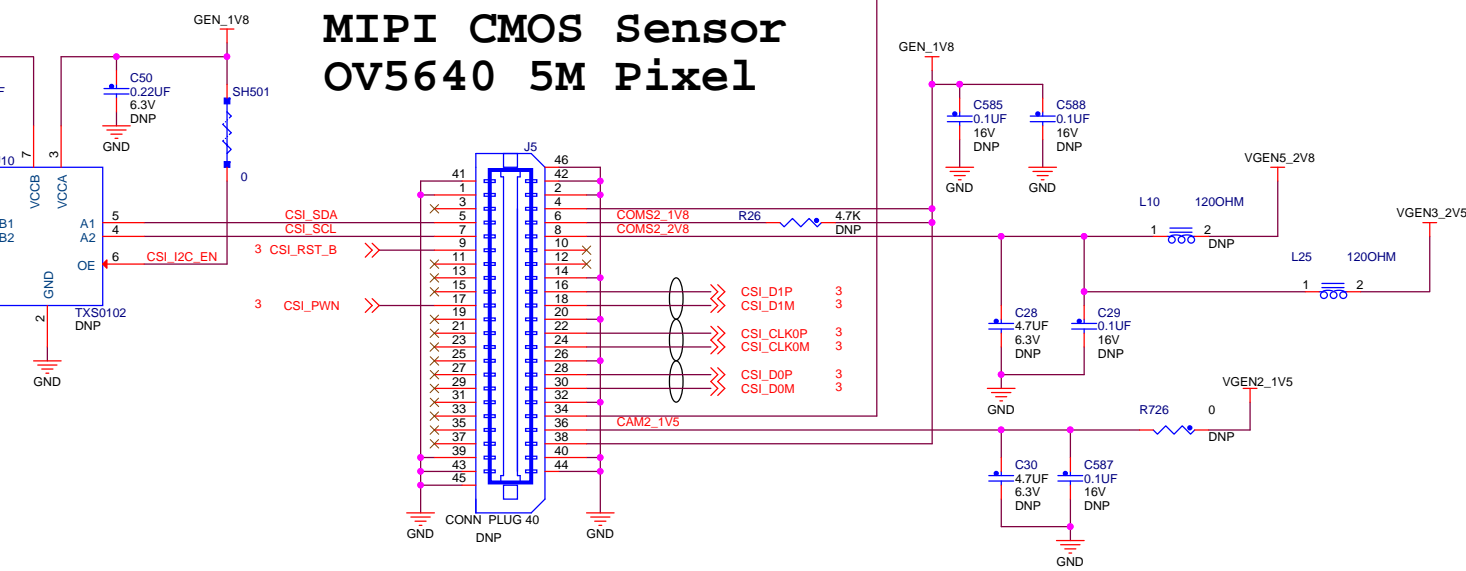 MIPI CMOS Sensor
OV5640 5M Pixel
GEN_1V8
C50
0.22UF
6.3V
DNP
GND
SH501
0
7
3
VCCB
VCCA
A1
A2
OE
GND
5
4
6
2
B1
B2
TXS0102
DNP
GND
CSI_SDA
CSI_SCL
CSI_I2C_EN
3 CSI_RST_B
3 CSI_PWN
J5
41
1
3
5
7
9
11
13
15
17
19
21
23
25
27
29
31
33
35
37
39
43
45
46
42
2
4
6
8
10
12
14
16
18
20
22
24
26
28
30
32
34
36
38
40
44
CONN PLUG 40
DNP
GND
GND
COMS2_1V8
COMS2_2V8
R26
4.7K
DNP
CSI_D1P 3
CSI_D1M 3
CSI_CLK0P 3
CSI_CLK0M 3
CSI_D0P 3
CSI_D0M 3
CAM2_1V5
GEN_1V8
C585
0.1UF
16V
DNP
GND
C588
0.1UF
16V
DNP
GND
VGEN5_2V8
L10 120OHM
1 2
DNP
VGEN3_2V5
L25 120OHM
1 2
C28
4.7UF
6.3V
DNP
C29
0.1UF
16V
DNP
GND
VGEN2_1V5
R726 0
DNP
C30
4.7UF
6.3V
DNP
C587
0.1UF
16V
DNP
GND